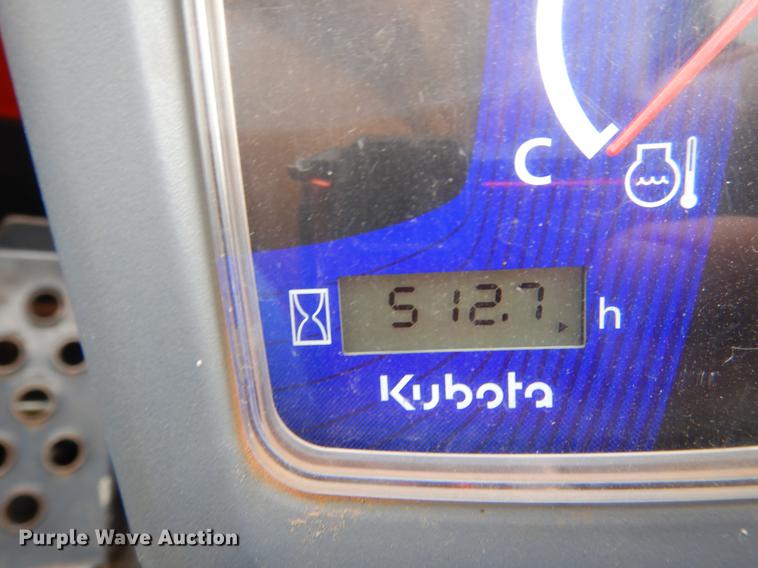 C
512.7 h
Kubota
Purple Wave Auction